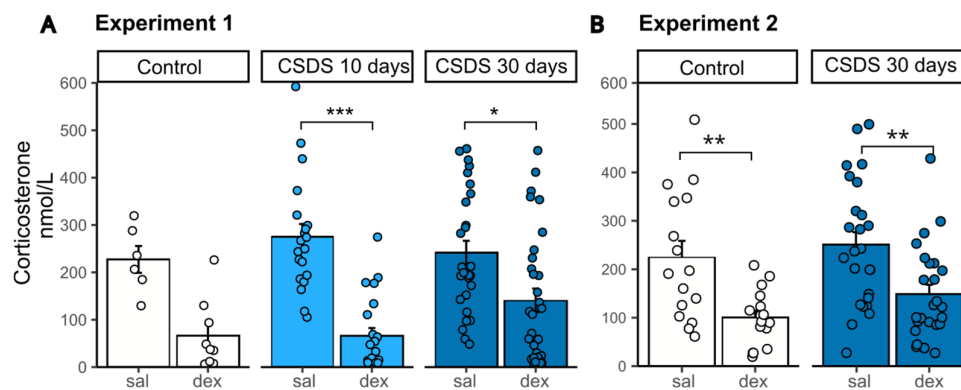 A Experiment 1
B Experiment 2
Control
CSDS 10 days
CSDS 30 days
Control
CSDS 30 days
Corticosterone
nmol/L
600
500
400
300
200
100
0
***
*
600
500
400
300
200
100
0
**
**
sal dex
sal dex
sal dex
sal dex
sal dex